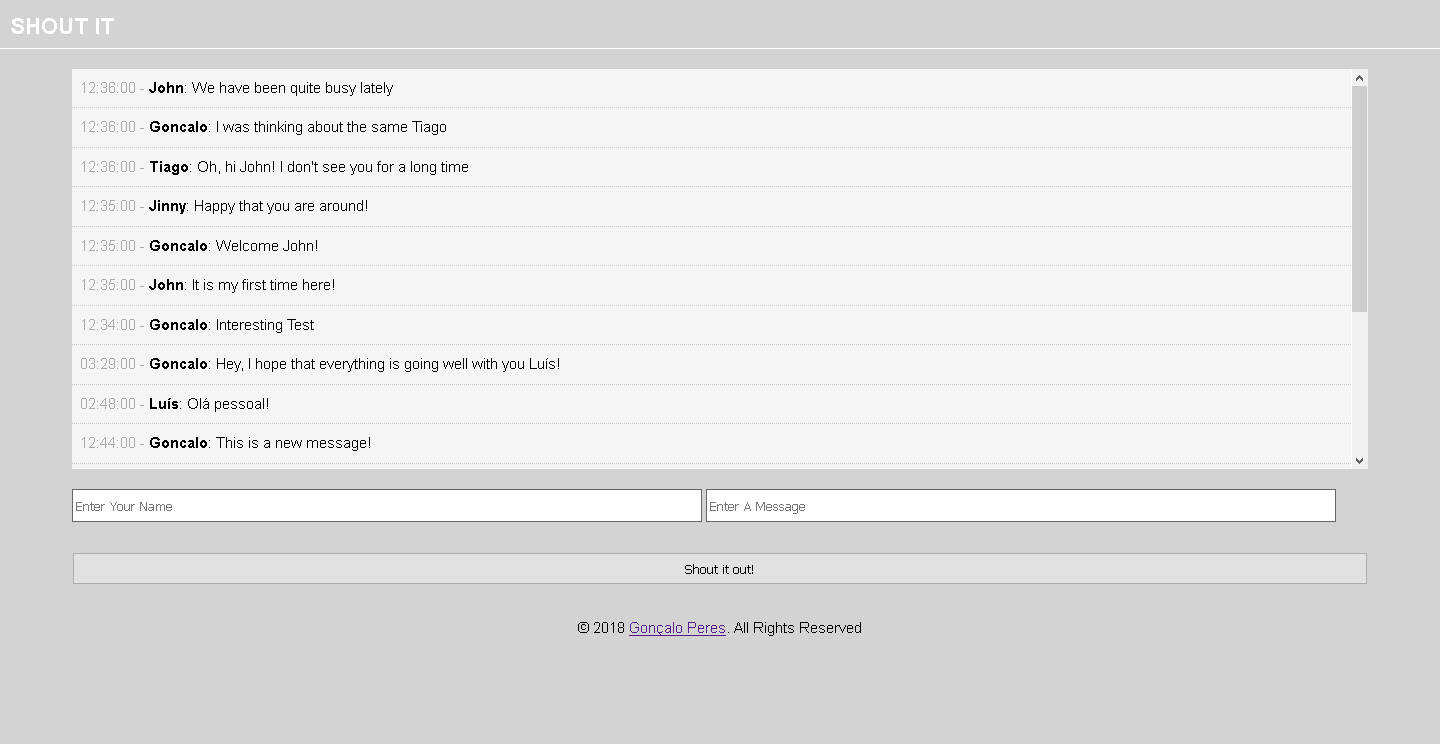 SHOUT IT
12:36:00 - John: We have been quite busy lately
12:36:00 - Goncalo: I was thinking about the same Tiago
12:36:00 - Tiago: Oh, hi John! I don't see you for a long time
12:35:00 - Jinny: Happy that you are around!
12:35:00 - Goncalo: Welcome John!
12:35:00 - John: It is my first time here!
12:34:00 - Goncalo: Interesting Test
03:29:00 - Goncalo: Hey, I hope that everything is going well with you Luís!
02:48:00 - Luís: Olá pessoal!
12:44:00 - Goncalo: This is a new message!
Enter Your Name Enter A Message
Shout it out!
© 2018 Gonçalo Peres. All Rights Reserved